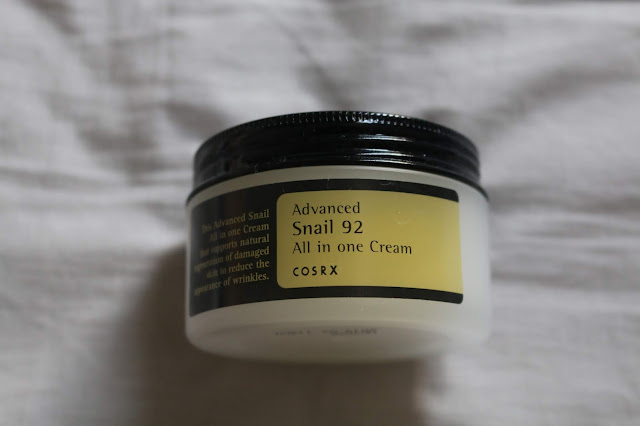 This Advanced Snail
All in one Cream
that supports natural
regeneration of damaged
skin to reduce the
appearance of wrinkles.
Advanced
Snail 92
All in one Cream
COSRX